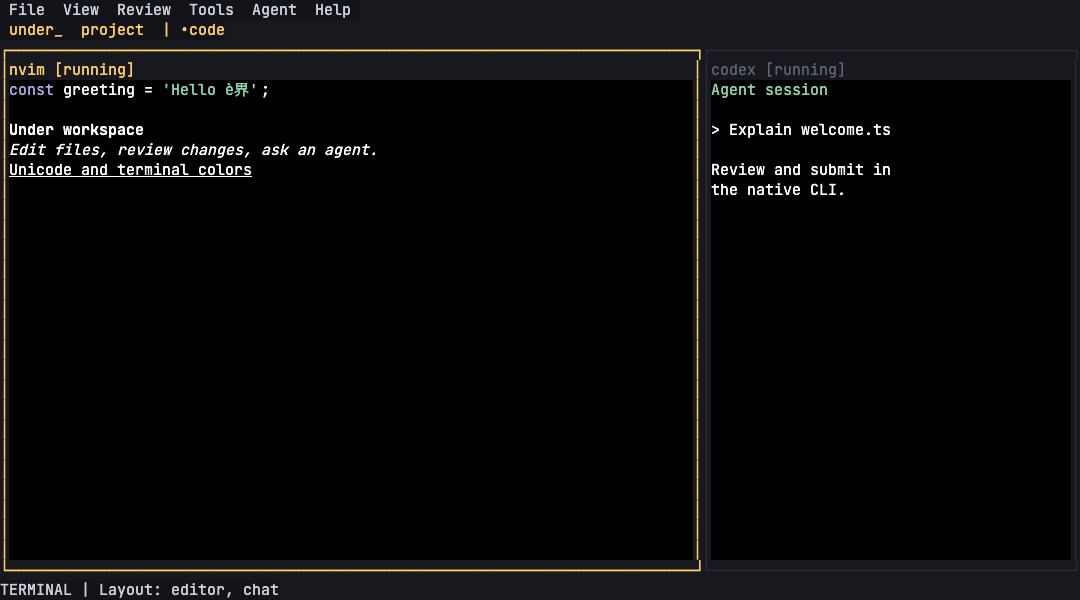 File  View  Review  Tools  Agent  Help
under_  project  | •code
nvim [running]
const greeting = 'Hello è界';
Under workspace
Edit files, review changes, ask an agent.
Unicode and terminal colors
codex [running]
Agent session
> Explain welcome.ts
Review and submit in
the native CLI.
TERMINAL | Layout: editor, chat